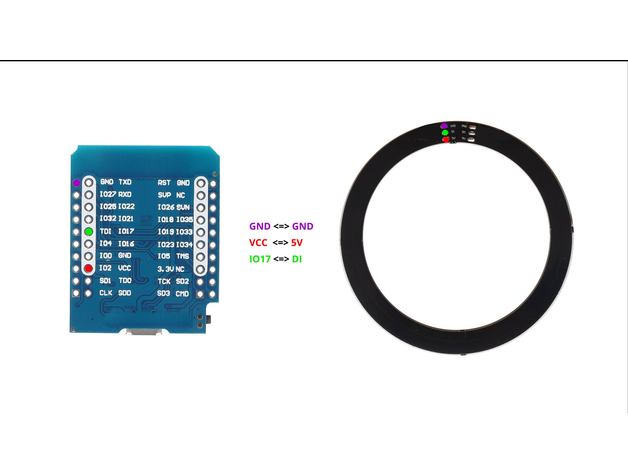 GND TXD RST GND
IO27 RXD SVP NC
IO25 IO22 IO26 SVN
IO32 IO21 IO18 IO35
TDI IO17 IO19 IO33
IO4 IO16 IO23 IO34
IO0 GND IO5 TMS
IO2 VCC 3.3V NC
SD1 TDO TCK SD2
CLK SD0 SD3 CMD
GND <=> GND
VCC <=> 5V
IO17 <=> DI